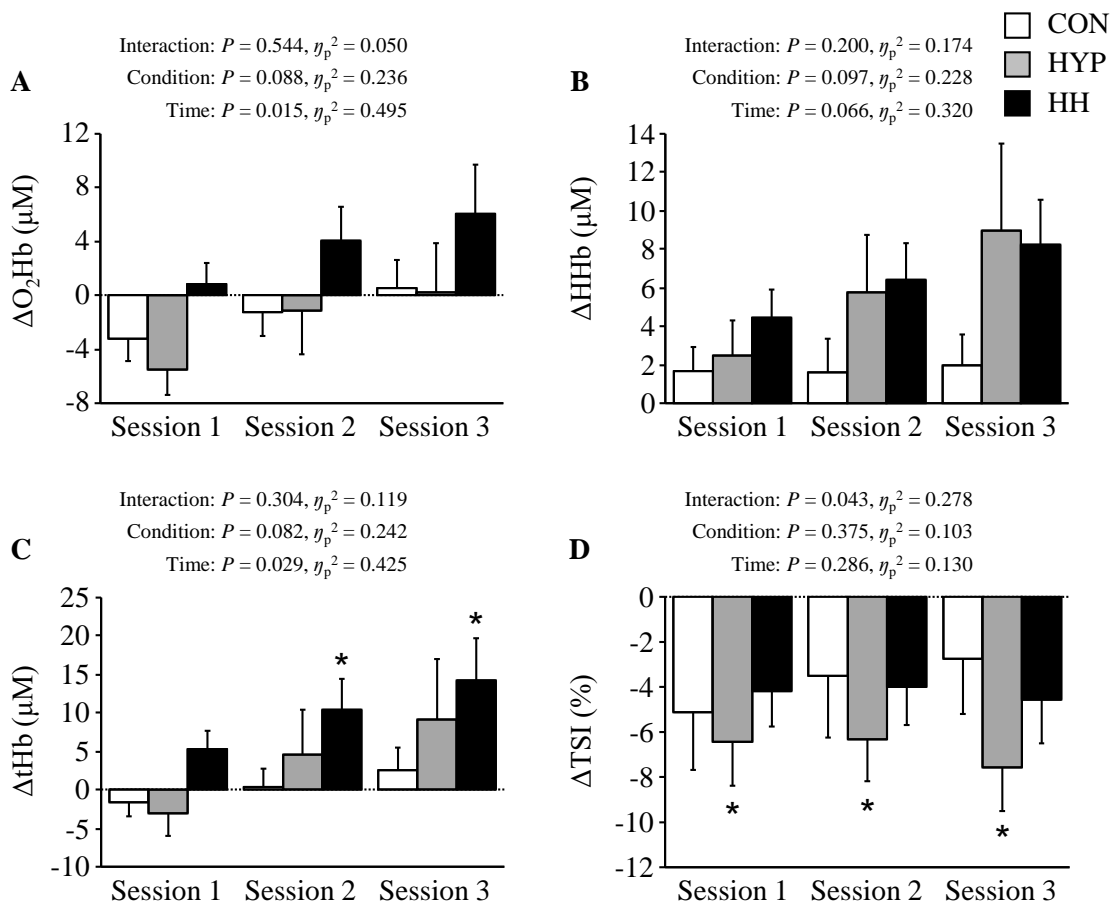 CON
HYP
HH
A
Interaction: P = 0.544, ηp² = 0.050
Condition: P = 0.088, ηp² = 0.236
Time: P = 0.015, ηp² = 0.495
ΔO₂Hb (μM)
12
8
4
0
-4
-8
Session 1 Session 2 Session 3
B
Interaction: P = 0.200, ηp² = 0.174
Condition: P = 0.097, ηp² = 0.228
Time: P = 0.066, ηp² = 0.320
ΔHHb (μM)
14
12
10
8
6
4
2
0
Session 1 Session 2 Session 3
C
Interaction: P = 0.304, ηp² = 0.119
Condition: P = 0.082, ηp² = 0.242
Time: P = 0.029, ηp² = 0.425
ΔtHb (μM)
25
20
15
10
5
0
-5
-10
* *
Session 1 Session 2 Session 3
D
Interaction: P = 0.043, ηp² = 0.278
Condition: P = 0.375, ηp² = 0.103
Time: P = 0.286, ηp² = 0.130
ΔTSI (%)
0
-2
-4
-6
-8
-10
-12
* * *
Session 1 Session 2 Session 3